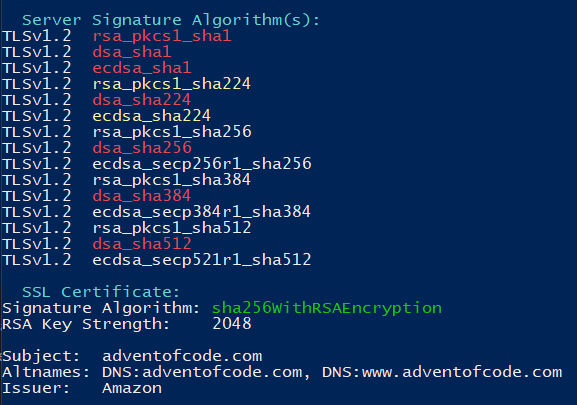 Server Signature Algorithm(s):
TLSv1.2  rsa_pkcs1_sha1
TLSv1.2  dsa_sha1
TLSv1.2  ecdsa_sha1
TLSv1.2  rsa_pkcs1_sha224
TLSv1.2  dsa_sha224
TLSv1.2  ecdsa_sha224
TLSv1.2  rsa_pkcs1_sha256
TLSv1.2  dsa_sha256
TLSv1.2  ecdsa_secp256r1_sha256
TLSv1.2  rsa_pkcs1_sha384
TLSv1.2  dsa_sha384
TLSv1.2  ecdsa_secp384r1_sha384
TLSv1.2  rsa_pkcs1_sha512
TLSv1.2  dsa_sha512
TLSv1.2  ecdsa_secp521r1_sha512
SSL Certificate:
Signature Algorithm: sha256WithRSAEncryption
RSA Key Strength:    2048
Subject:  adventofcode.com
Altnames: DNS:adventofcode.com, DNS:www.adventofcode.com
Issuer:   Amazon